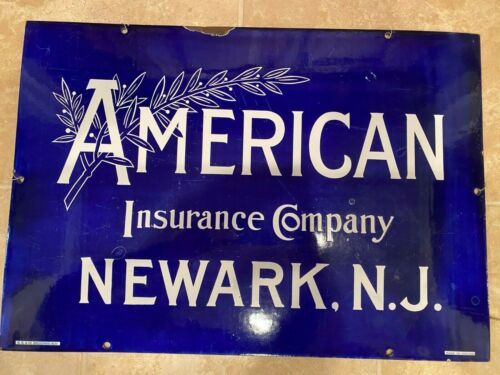 AMERICAN
Insurance Company
NEWARK, N.J.